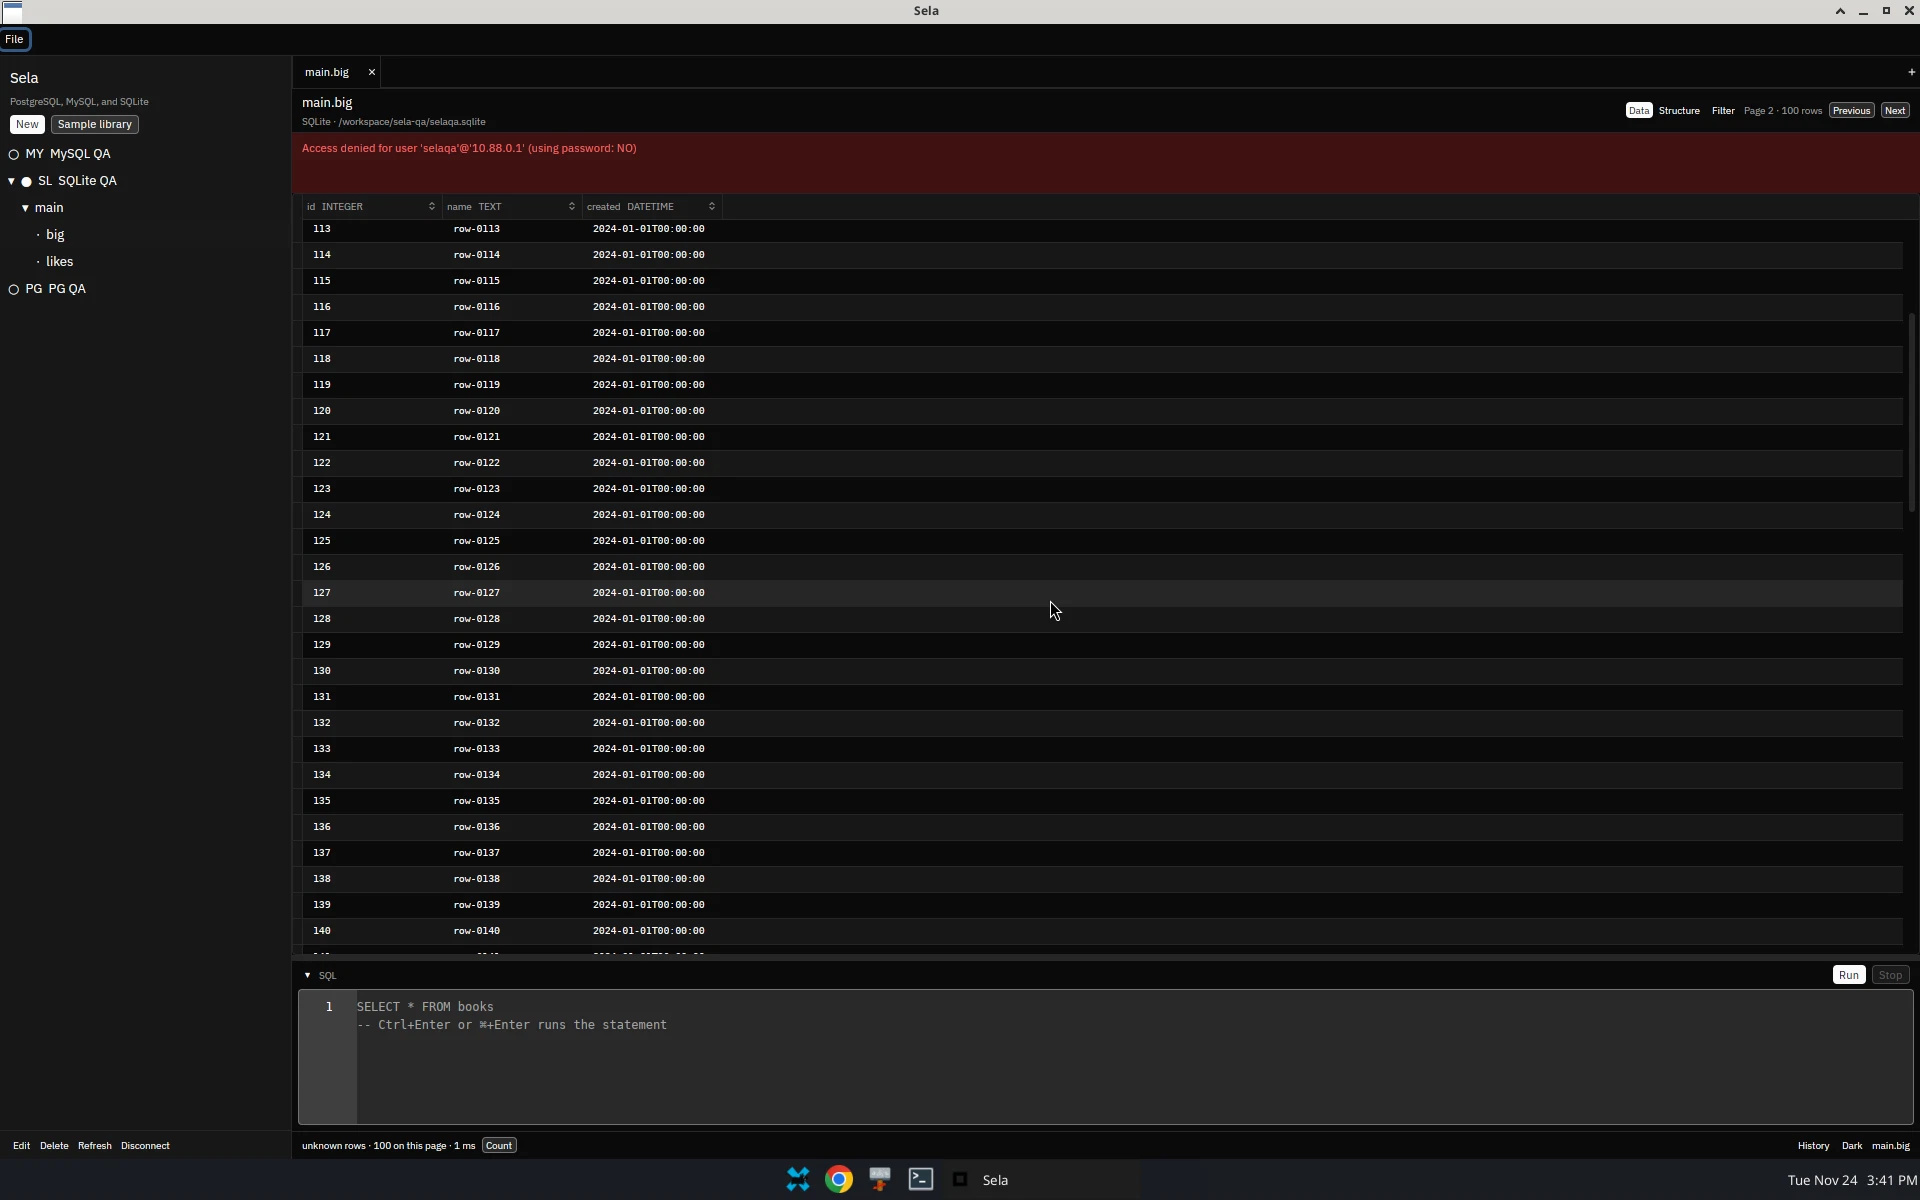 Sela
File
Sela
PostgreSQL, MySQL, and SQLite
New Sample library
MY MySQL QA
SL SQLite QA
main
· big
· likes
PG PG QA
Edit Delete Refresh Disconnect
main.big ×
+
main.big
SQLite · /workspace/sela-qa/selaqa.sqlite
Data Structure Filter Page 2 · 100 rows Previous Next
Access denied for user 'selaqa'@'10.88.0.1' (using password: NO)
id INTEGER name TEXT created DATETIME
113 row-0113 2024-01-01T00:00:00
114 row-0114 2024-01-01T00:00:00
115 row-0115 2024-01-01T00:00:00
116 row-0116 2024-01-01T00:00:00
117 row-0117 2024-01-01T00:00:00
118 row-0118 2024-01-01T00:00:00
119 row-0119 2024-01-01T00:00:00
120 row-0120 2024-01-01T00:00:00
121 row-0121 2024-01-01T00:00:00
122 row-0122 2024-01-01T00:00:00
123 row-0123 2024-01-01T00:00:00
124 row-0124 2024-01-01T00:00:00
125 row-0125 2024-01-01T00:00:00
126 row-0126 2024-01-01T00:00:00
127 row-0127 2024-01-01T00:00:00
128 row-0128 2024-01-01T00:00:00
129 row-0129 2024-01-01T00:00:00
130 row-0130 2024-01-01T00:00:00
131 row-0131 2024-01-01T00:00:00
132 row-0132 2024-01-01T00:00:00
133 row-0133 2024-01-01T00:00:00
134 row-0134 2024-01-01T00:00:00
135 row-0135 2024-01-01T00:00:00
136 row-0136 2024-01-01T00:00:00
137 row-0137 2024-01-01T00:00:00
138 row-0138 2024-01-01T00:00:00
139 row-0139 2024-01-01T00:00:00
140 row-0140 2024-01-01T00:00:00
SQL Run Stop
1 SELECT * FROM books
-- Ctrl+Enter or ⌘+Enter runs the statement
unknown rows · 100 on this page · 1 ms Count
History Dark main.big
Sela
Tue Nov 24 3:41 PM